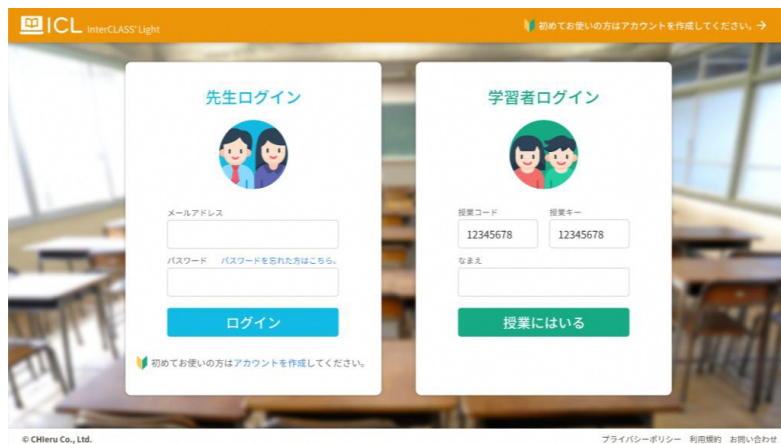 ICL InterCLASS®Light
初めてお使いの方はアカウントを作成してください。→
先生ログイン
メールアドレス
パスワード パスワードを忘れた方はこちら。
ログイン
初めてお使いの方はアカウントを作成してください。
学習者ログイン
授業コード 授業キー
12345678 12345678
なまえ
授業にはいる
© CHIeru Co., Ltd.
プライバシーポリシー 利用規約 お問い合わせ